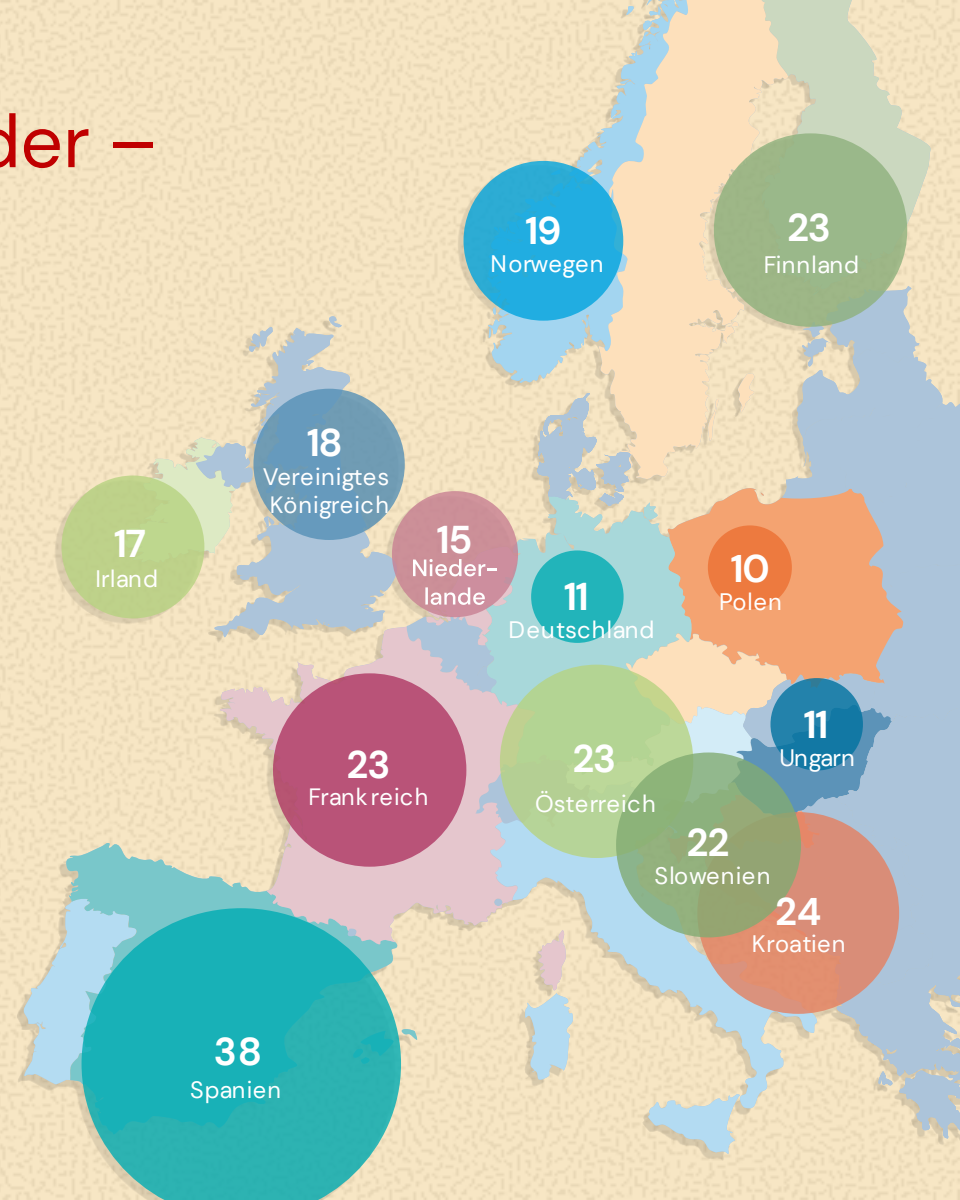 der –
19
Norwegen
23
Finnland
18
Vereinigtes
Königreich
17
Irland
15
Nieder-
lande
11
Deutschland
10
Polen
11
Ungarn
23
Frankreich
23
Österreich
22
Slowenien
24
Kroatien
38
Spanien